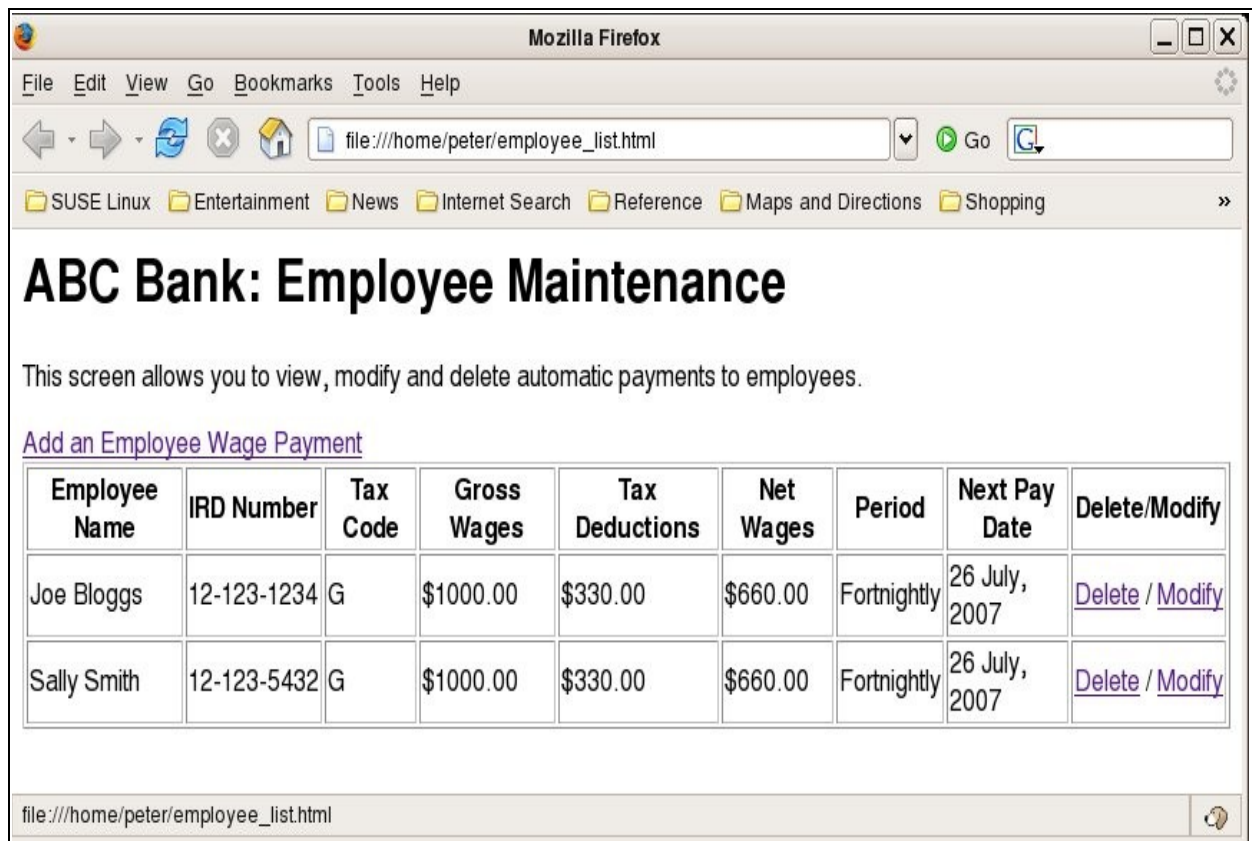 Mozilla Firefox
File Edit View Go Bookmarks Tools Help
file:///home/peter/employee_list.html Go G
SUSE Linux Entertainment News Internet Search Reference Maps and Directions Shopping »
ABC Bank: Employee Maintenance
This screen allows you to view, modify and delete automatic payments to employees.
Add an Employee Wage Payment
Employee Name IRD Number Tax Code Gross Wages Tax Deductions Net Wages Period Next Pay Date Delete/Modify
Joe Bloggs 12-123-1234 G $1000.00 $330.00 $660.00 Fortnightly 26 July, 2007 Delete / Modify
Sally Smith 12-123-5432 G $1000.00 $330.00 $660.00 Fortnightly 26 July, 2007 Delete / Modify
file:///home/peter/employee_list.html